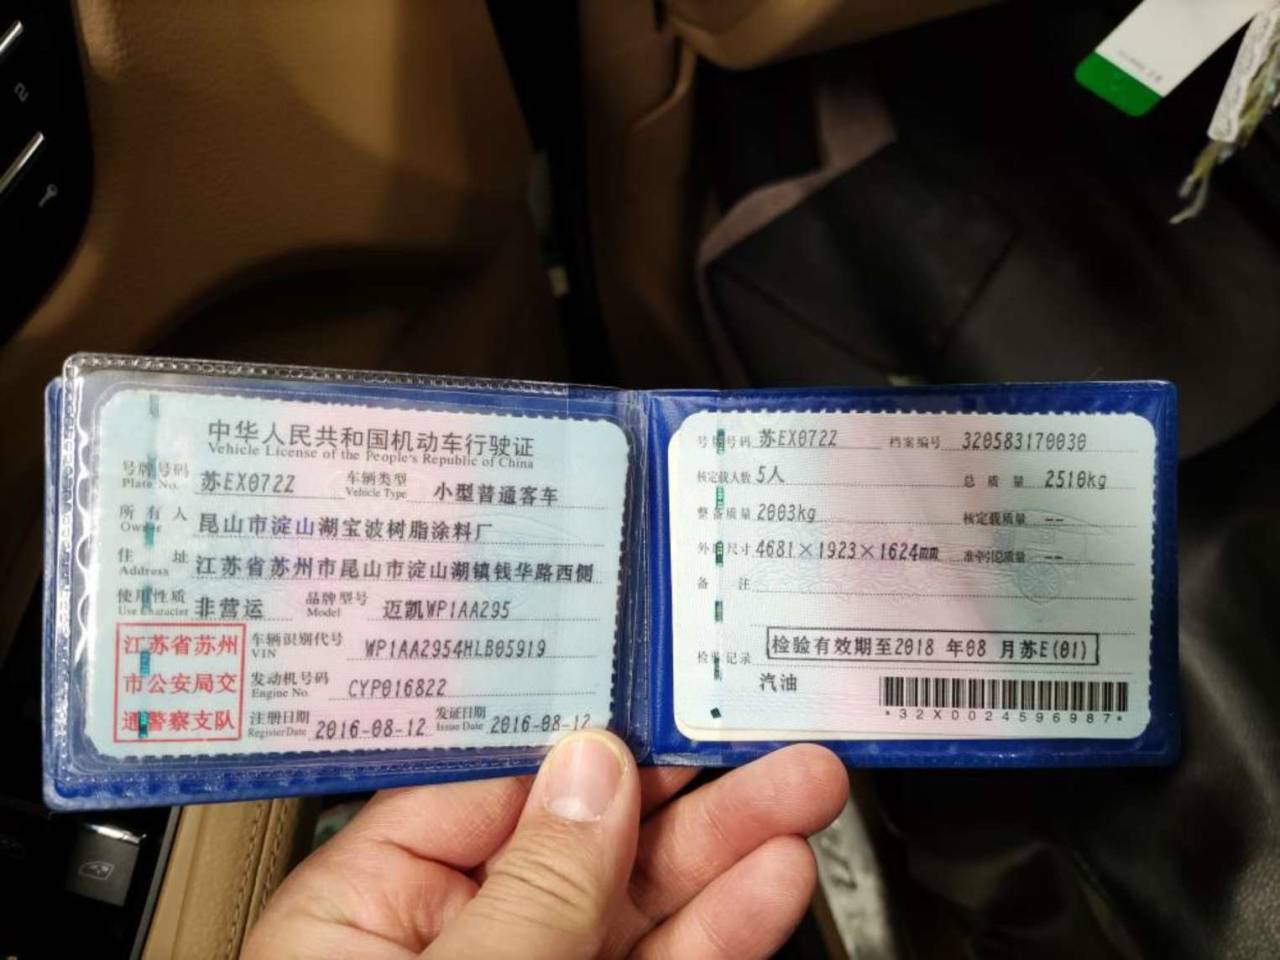 中华人民共和国机动车行驶证
Vehicle License of the People's Republic of China
号牌号码 苏EX072Z 车辆类型 小型普通客车
Plate No. Vehicle Type
所有人 昆山市淀山湖宝波树脂涂料厂
Owner
住址 江苏省苏州市昆山市淀山湖镇钱华路西侧
Address
使用性质 非营运 品牌型号 迈凯WP1AA295
Use Character Model
江苏省苏州
市公安局交
通警察支队
车辆识别代号 WP1AA2954HLB05919
VIN
发动机号码 CYP016822
Engine No.
注册日期 2016-08-12 发证日期 2016-08-12
Register Date Issue Date
号牌号码 苏EX072Z 档案编号 320583170030
核定载人数 5人 总质量 2510kg
整备质量 2003kg 核定载质量 --
外廓尺寸 4681×1923×1624mm 准牵引总质量 --
备注
检验记录 检验有效期至2018 年08 月苏E(01)
汽油
*32X0024596987*
2